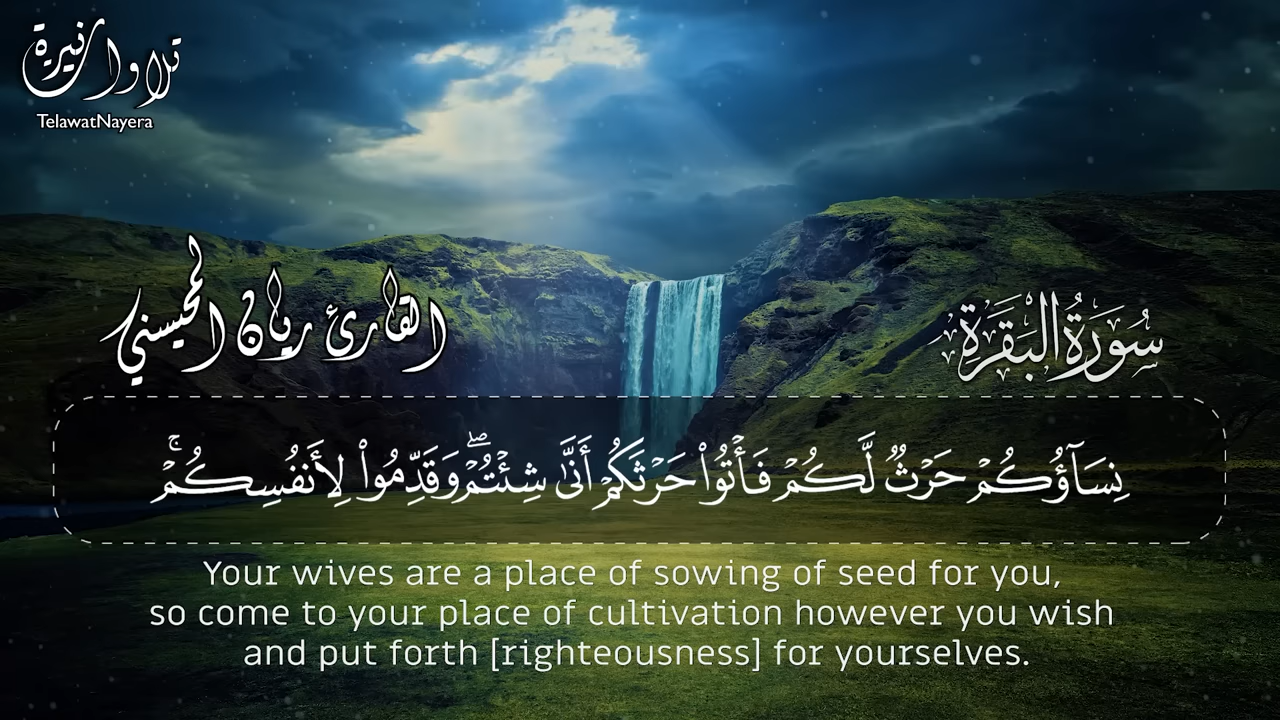 تلاوات نيرة
TelawatNayera
القارئ ريان المحيسني
سُورَةُ البَقَرَةِ
نِسَآؤُكُمۡ حَرۡثٞ لَّكُمۡ فَأۡتُواْ حَرۡثَكُمۡ أَنَّىٰ شِئۡتُمۡۖ وَقَدِّمُواْ لِأَنفُسِكُمۡۚ
Your wives are a place of sowing of seed for you,
so come to your place of cultivation however you wish
and put forth [righteousness] for yourselves.